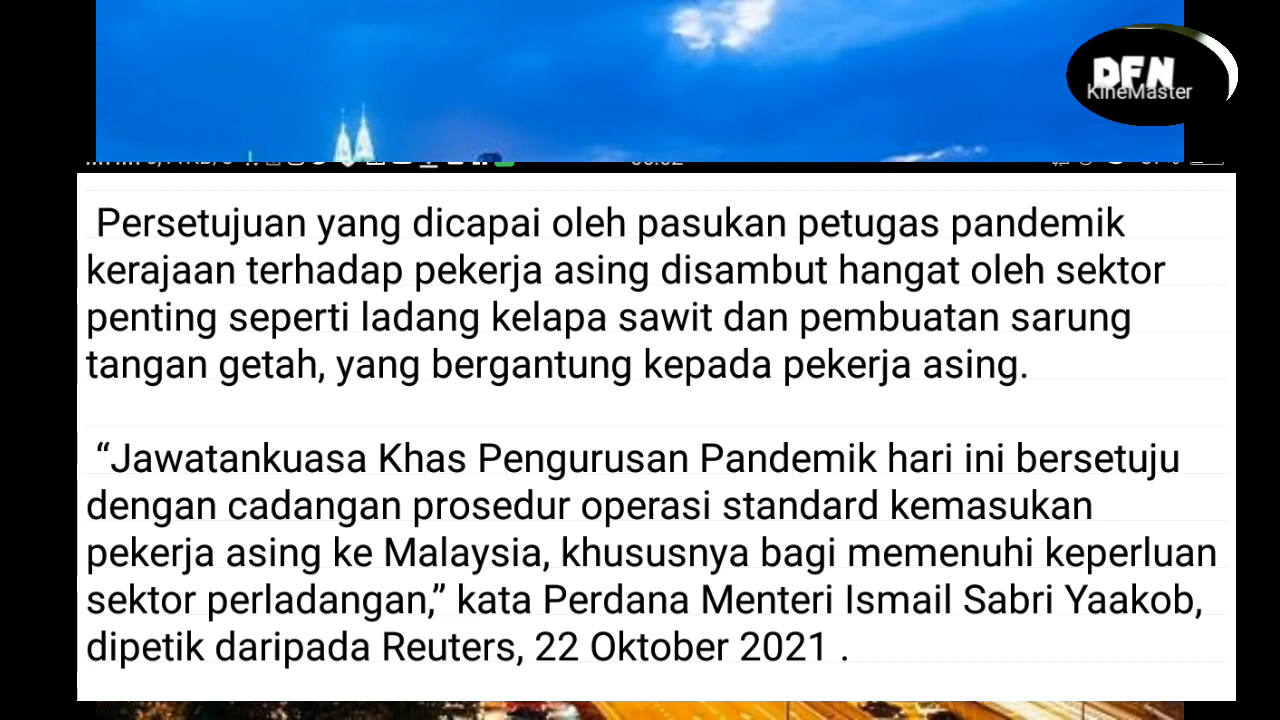 DFN
KineMaster
Persetujuan yang dicapai oleh pasukan petugas pandemik
kerajaan terhadap pekerja asing disambut hangat oleh sektor
penting seperti ladang kelapa sawit dan pembuatan sarung
tangan getah, yang bergantung kepada pekerja asing.
“Jawatankuasa Khas Pengurusan Pandemik hari ini bersetuju
dengan cadangan prosedur operasi standard kemasukan
pekerja asing ke Malaysia, khususnya bagi memenuhi keperluan
sektor perladangan,” kata Perdana Menteri Ismail Sabri Yaakob,
dipetik daripada Reuters, 22 Oktober 2021 .